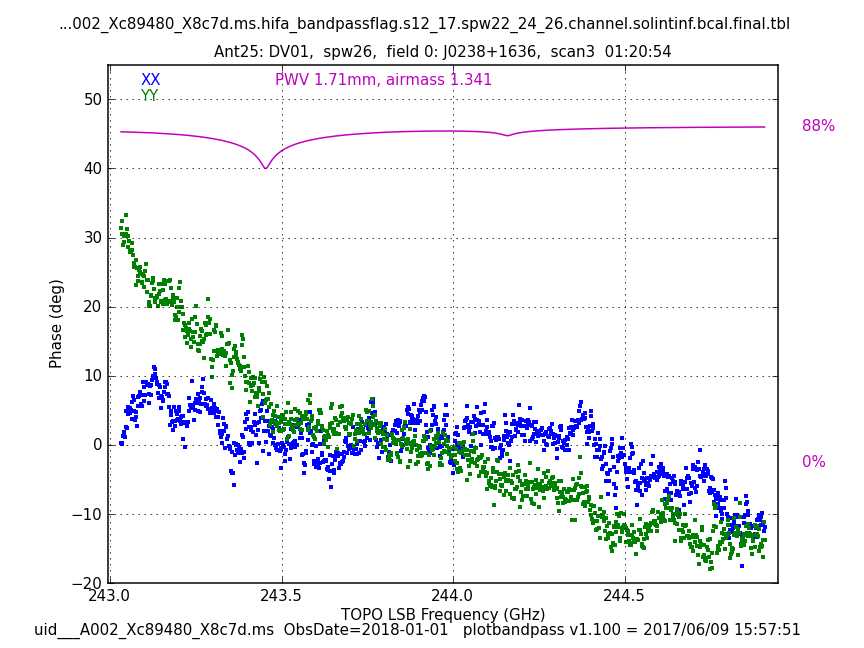 ...002_Xc89480_X8c7d.ms.hifa_bandpassflag.s12_17.spw22_24_26.channel.solintinf.bcal.final.tbl
Ant25: DV01, spw26, field 0: J0238+1636, scan3 01:20:54
XX
YY
PWV 1.71mm, airmass 1.341
88%
0%
50
40
30
20
10
0
−10
−20
Phase (deg)
243.0 243.5 244.0 244.5
TOPO LSB Frequency (GHz)
uid___A002_Xc89480_X8c7d.ms ObsDate=2018-01-01 plotbandpass v1.100 = 2017/06/09 15:57:51